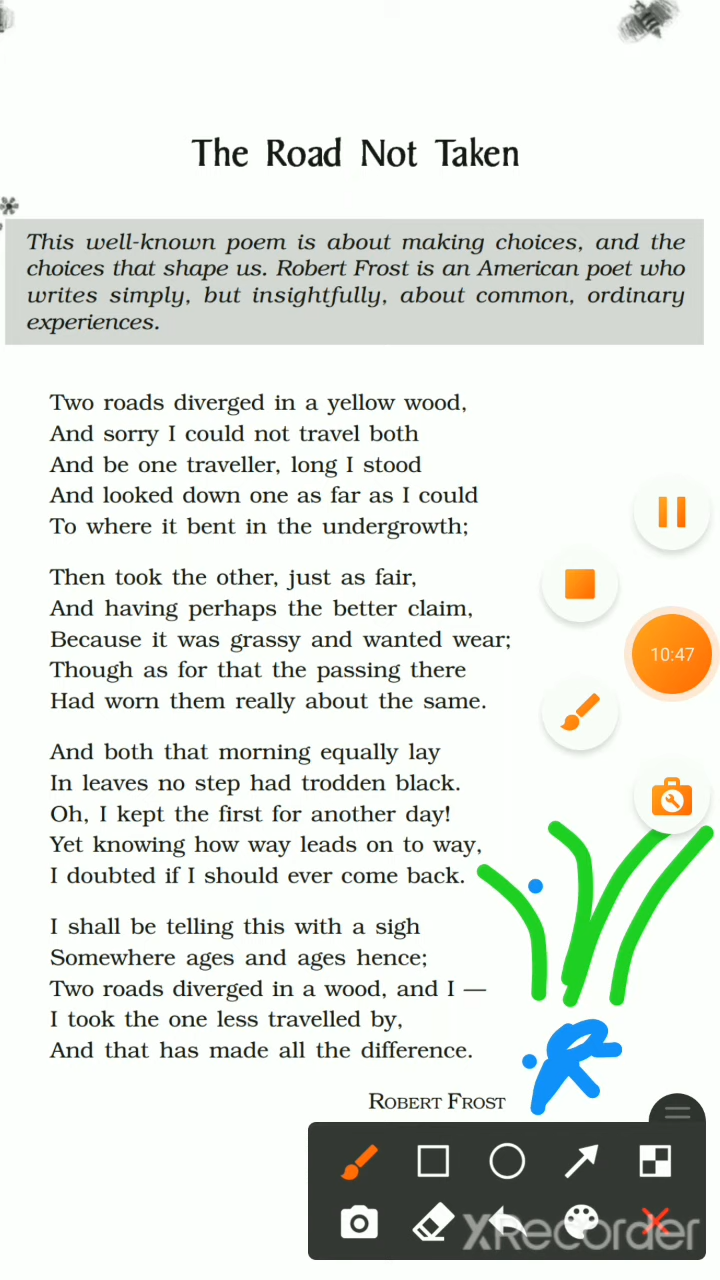 The Road Not Taken
This well-known poem is about making choices, and the
choices that shape us. Robert Frost is an American poet who
writes simply, but insightfully, about common, ordinary
experiences.
Two roads diverged in a yellow wood,
And sorry I could not travel both
And be one traveller, long I stood
And looked down one as far as I could
To where it bent in the undergrowth;
Then took the other, just as fair,
And having perhaps the better claim,
Because it was grassy and wanted wear;
Though as for that the passing there
Had worn them really about the same.
And both that morning equally lay
In leaves no step had trodden black.
Oh, I kept the first for another day!
Yet knowing how way leads on to way,
I doubted if I should ever come back.
I shall be telling this with a sigh
Somewhere ages and ages hence;
Two roads diverged in a wood, and I —
I took the one less travelled by,
And that has made all the difference.
ROBERT FROST
10:47
XRecorder